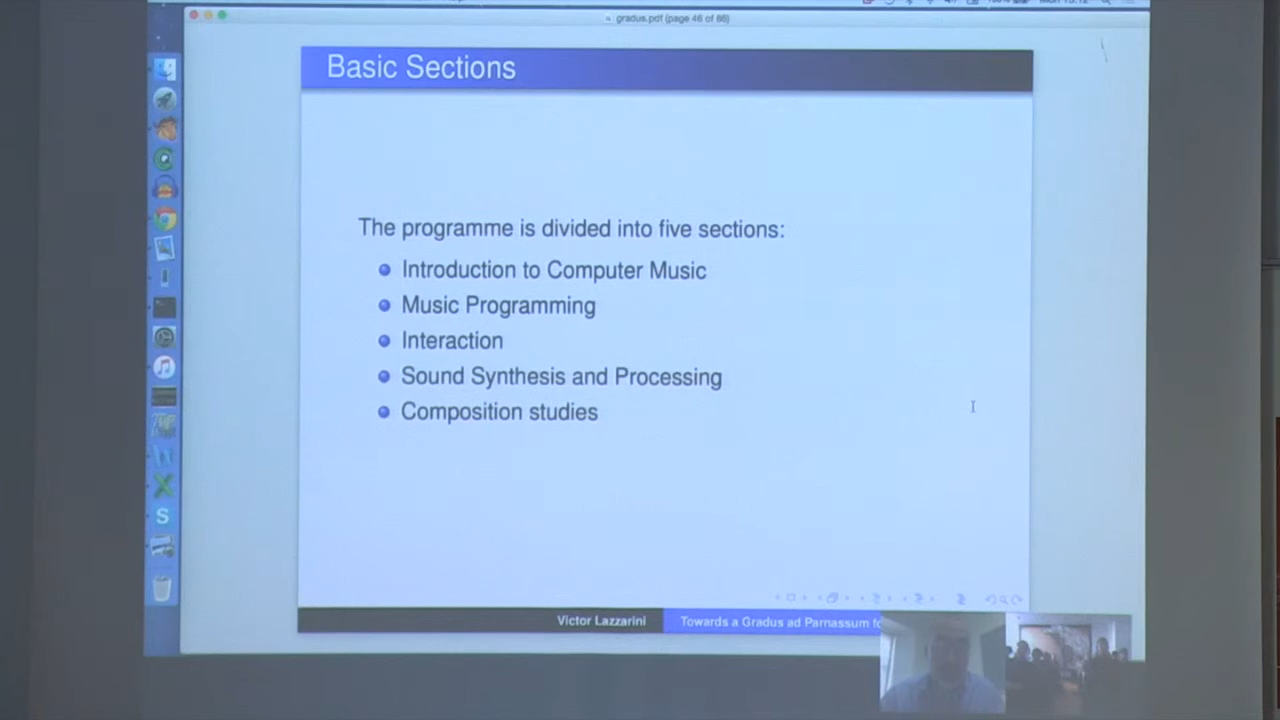 gradus.pdf (page 46 of 86)
Basic Sections
The programme is divided into five sections:
Introduction to Computer Music
Music Programming
Interaction
Sound Synthesis and Processing
Composition studies
Victor Lazzarini
Towards a Gradus ad Parnassum